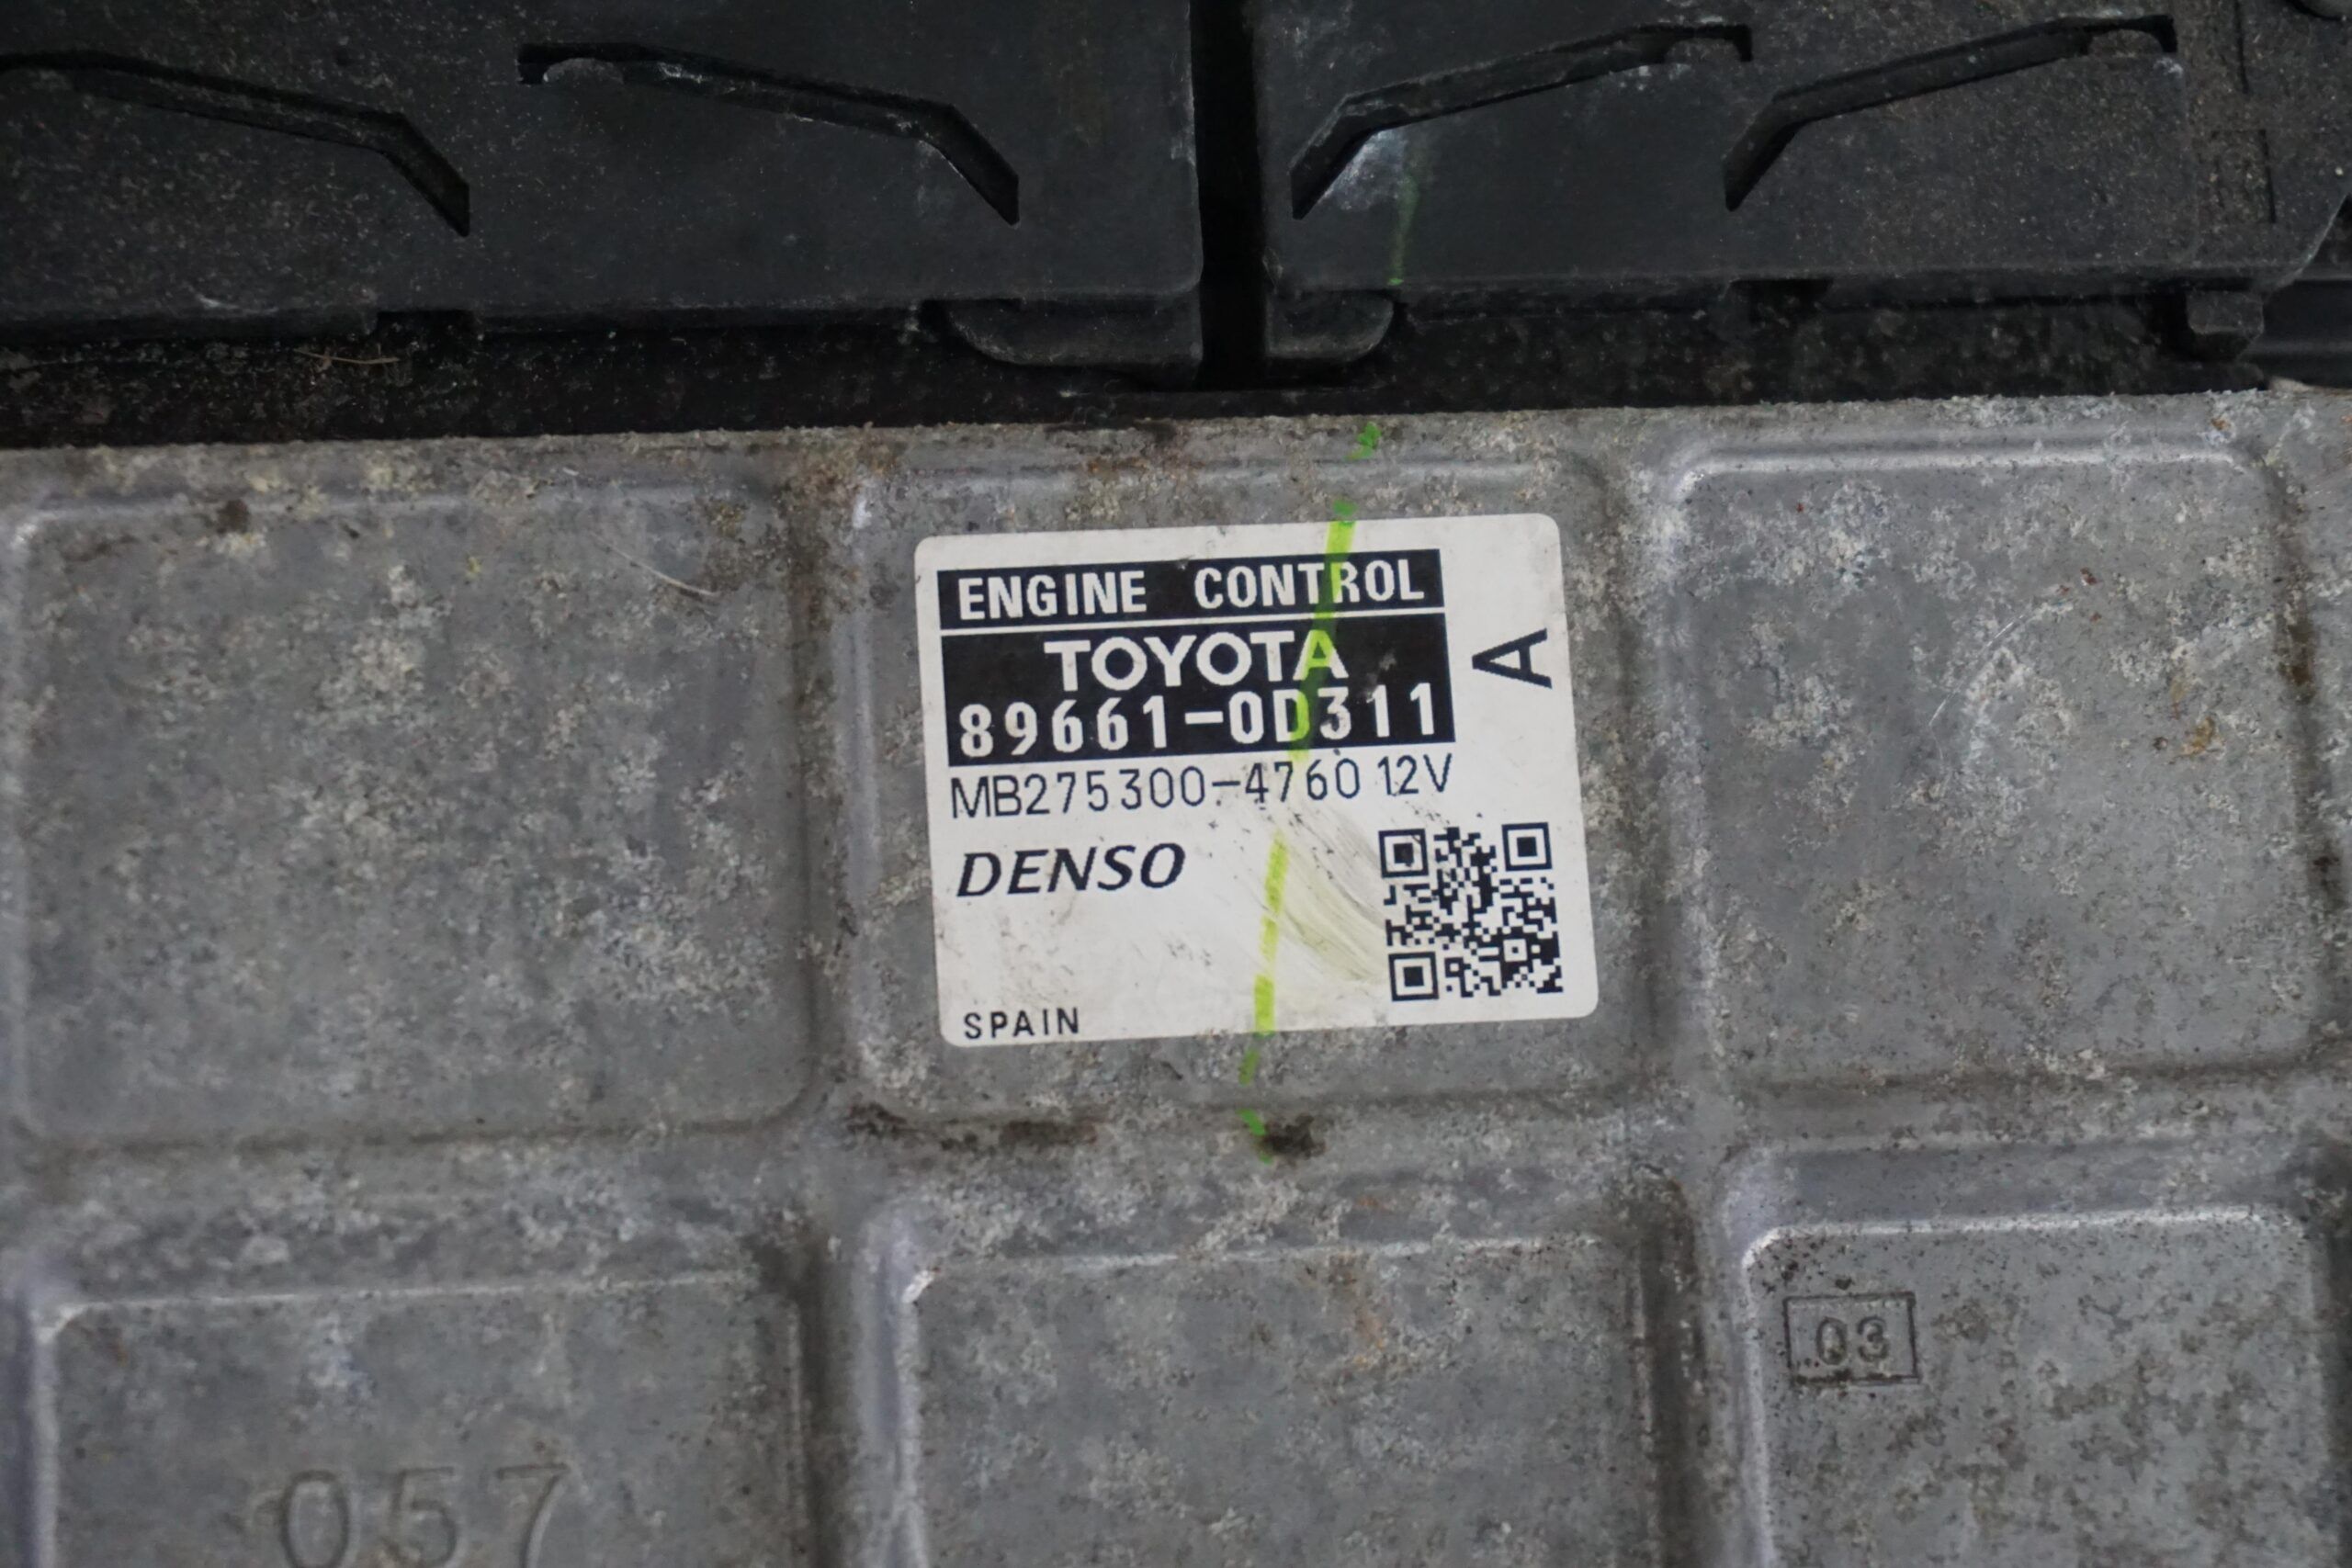 ENGINE CONTROL
TOYOTA
89661-0D311
A
MB275300-4760 12V
DENSO
SPAIN
03
057